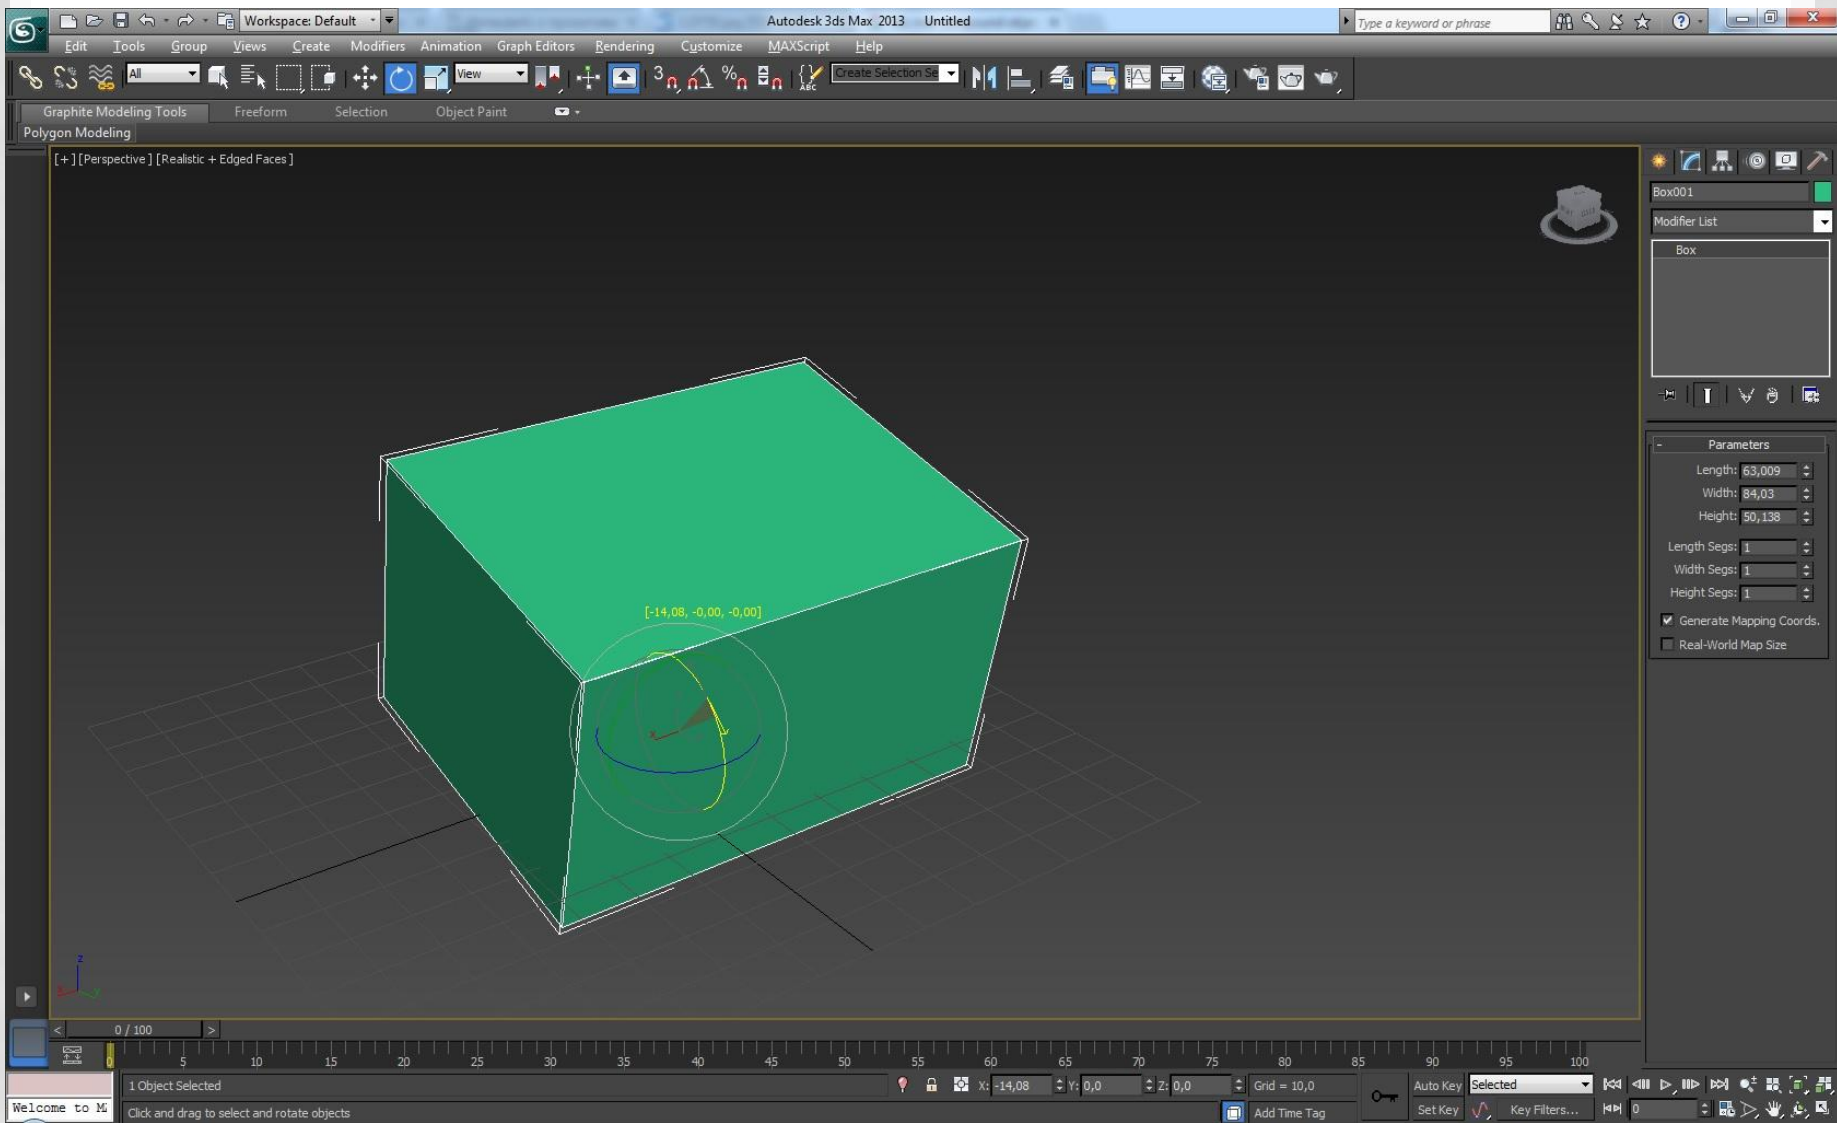 Workspace: Default
Autodesk 3ds Max 2013 Untitled
Type a keyword or phrase
Edit Tools Group Views Create Modifiers Animation Graph Editors Rendering Customize MAXScript Help
All
View
3
%
ABC
Create Selection Se
Graphite Modeling Tools Freeform Selection Object Paint
Polygon Modeling
[+][Perspective][Realistic + Edged Faces]
Box001
Modifier List
Box
Parameters
Length: 63,009
Width: 84,03
Height: 50,138
Length Segs: 1
Width Segs: 1
Height Segs: 1
Generate Mapping Coords.
Real-World Map Size
[-14,08, -0,00, -0,00]
x
z
x y
< 0 / 100 >
0 5 10 15 20 25 30 35 40 45 50 55 60 65 70 75 80 85 90 95 100
1 Object Selected
X: -14,08 Y: 0,0 Z: 0,0 Grid = 10,0
Auto Key Selected
Welcome to M
Click and drag to select and rotate objects
Add Time Tag
Set Key Key Filters... 0